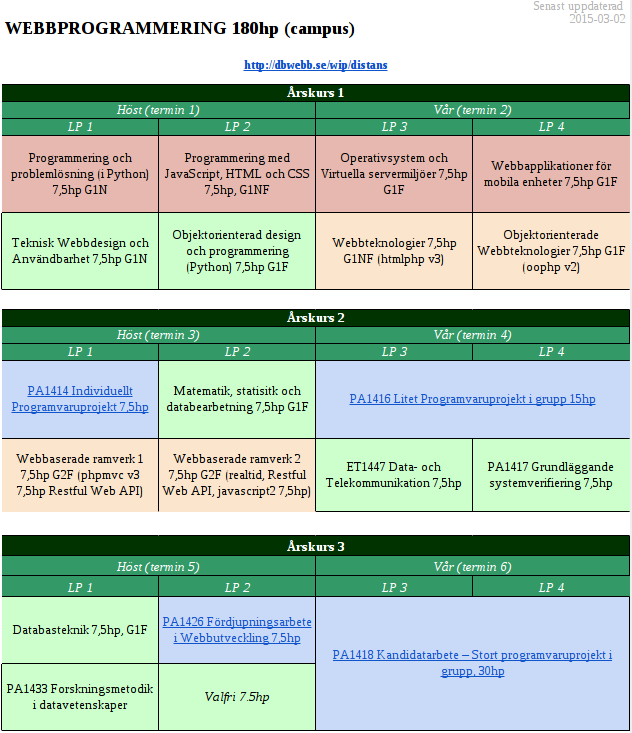 Senast uppdaterad
2015-03-02
WEBBPROGRAMMERING 180hp (campus)
http://dbwebb.se/wip/distans
Årskurs 1
Höst (termin 1) Vår (termin 2)
LP 1 LP 2 LP 3 LP 4
Programmering och
problemlösning (i Python)
7,5hp G1N
Programmering med
JavaScript, HTML och CSS
7,5hp, G1NF
Operativsystem och
Virtuella servermiljöer 7,5hp
G1F
Webbapplikationer för
mobila enheter 7,5hp G1F
Teknisk Webbdesign och
Användbarhet 7,5hp G1N
Objektorienterad design
och programmering
(Python) 7,5hp G1F
Webbteknologier 7,5hp
G1NF (htmlphp v3)
Objektorienterade
Webbteknologier 7,5hp G1F
(oophp v2)
Årskurs 2
Höst (termin 3) Vår (termin 4)
LP 1 LP 2 LP 3 LP 4
PA1414 Individuellt
Programvaruprojekt 7,5hp
Matematik, statisitk och
databearbetning 7,5hp G1F
PA1416 Litet Programvaruprojekt i grupp 15hp
Webbaserade ramverk 1
7,5hp G2F (phpmvc v3
7,5hp Restful Web API)
Webbaserade ramverk 2
7,5hp G2F (realtid, Restful
Web API, javascript2 7,5hp)
ET1447 Data- och
Telekommunikation 7,5hp
PA1417 Grundläggande
systemverifiering 7,5hp
Årskurs 3
Höst (termin 5) Vår (termin 6)
LP 1 LP 2 LP 3 LP 4
Databasteknik 7,5hp, G1F
PA1426 Fördjupningsarbete
i Webbutveckling 7,5hp
PA1418 Kandidatarbete – Stort programvaruprojekt i
grupp, 30hp
PA1433 Forskningsmetodik
i datavetenskaper
Valfri 7.5hp